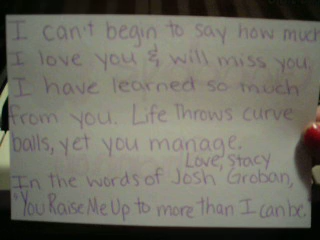 I can't begin to say how much
I love you & will miss you.
I have learned so much
from you. Life throws curve
balls, yet you manage.
Love, Stacy
In the words of Josh Groban,
"You Raise Me Up to more than I can be.